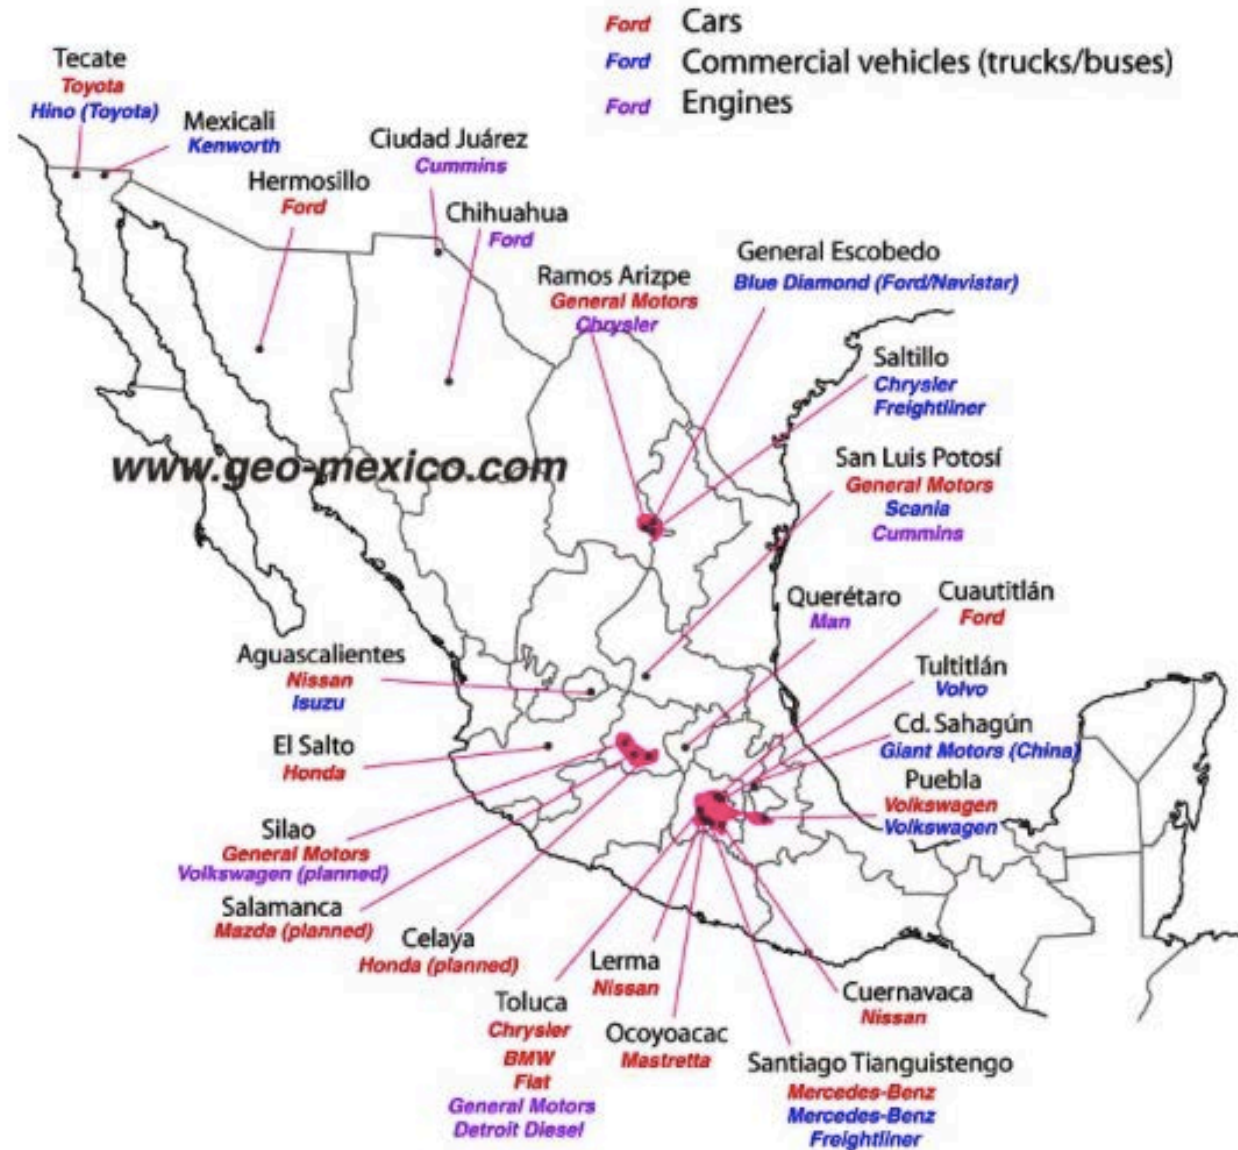 Ford Cars
Ford Commercial vehicles (trucks/buses)
Ford Engines
Tecate
Toyota
Hino (Toyota)
Mexicali
Kenworth
Hermosillo
Ford
Ciudad Juárez
Cummins
Chihuahua
Ford
Ramos Arizpe
General Motors
Chrysler
General Escobedo
Blue Diamond (Ford/Navistar)
Saltillo
Chrysler
Freightliner
www.geo-mexico.com
San Luis Potosí
General Motors
Scania
Cummins
Querétaro
Man
Cuautitlán
Ford
Aguascalientes
Nissan
Isuzu
Tultitlán
Volvo
El Salto
Honda
Cd. Sahagún
Giant Motors (China)
Puebla
Volkswagen
Volkswagen
Silao
General Motors
Volkswagen (planned)
Salamanca
Mazda (planned)
Celaya
Honda (planned)
Lerma
Nissan
Toluca
Chrysler
BMW
Fiat
General Motors
Detroit Diesel
Ocoyoacac
Mastretta
Cuernavaca
Nissan
Santiago Tianguistengo
Mercedes-Benz
Mercedes-Benz
Freightliner